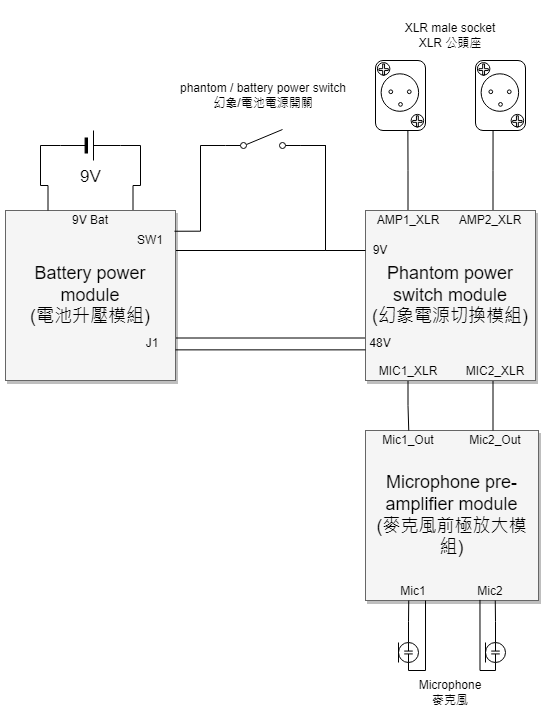 XLR male socket
XLR 公頭座
phantom / battery power switch
幻象/電池電源開關
9V
9V Bat
SW1
Battery power
module
(電池升壓模組)
J1
AMP1_XLR
AMP2_XLR
9V
Phantom power
switch module
(幻象電源切換模組)
48V
MIC1_XLR
MIC2_XLR
Mic1_Out
Mic2_Out
Microphone pre-
amplifier module
(麥克風前極放大模
組)
Mic1
Mic2
Microphone
麥克風